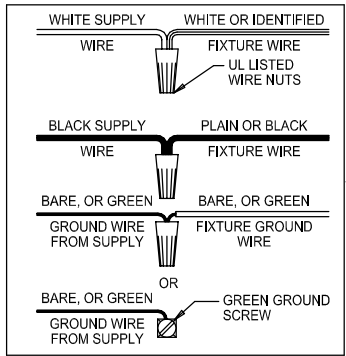 WHITE SUPPLY WHITE OR IDENTIFIED
WIRE FIXTURE WIRE
UL LISTED
WIRE NUTS
BLACK SUPPLY PLAIN OR BLACK
WIRE FIXTURE WIRE
BARE, OR GREEN BARE, OR GREEN
GROUND WIRE FIXTURE GROUND
FROM SUPPLY WIRE
OR
BARE, OR GREEN GREEN GROUND
GROUND WIRE SCREW
FROM SUPPLY